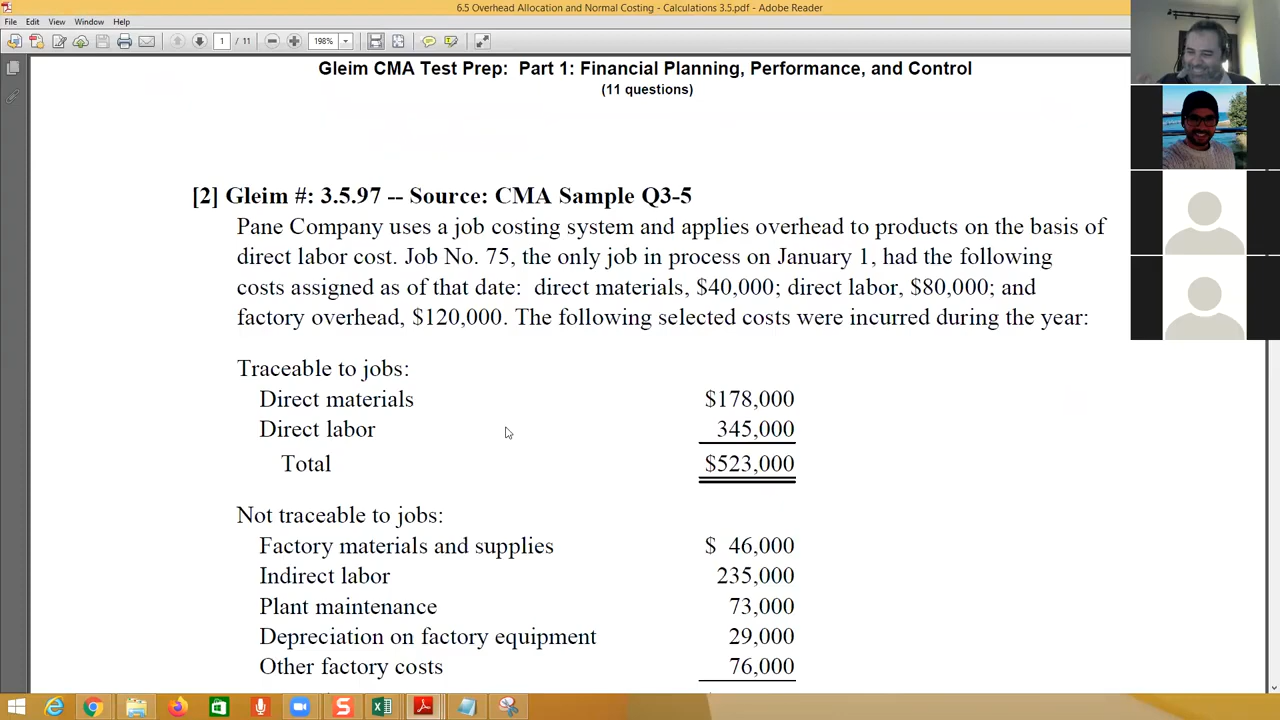 6.5 Overhead Allocation and Normal Costing - Calculations 3.5.pdf - Adobe Reader
File Edit View Window Help
1 / 11 198%
Gleim CMA Test Prep: Part 1: Financial Planning, Performance, and Control
(11 questions)
[2] Gleim #: 3.5.97 -- Source: CMA Sample Q3-5
Pane Company uses a job costing system and applies overhead to products on the basis of
direct labor cost. Job No. 75, the only job in process on January 1, had the following
costs assigned as of that date: direct materials, $40,000; direct labor, $80,000; and
factory overhead, $120,000. The following selected costs were incurred during the year:
Traceable to jobs:
Direct materials $178,000
Direct labor 345,000
Total $523,000
Not traceable to jobs:
Factory materials and supplies $ 46,000
Indirect labor 235,000
Plant maintenance 73,000
Depreciation on factory equipment 29,000
Other factory costs 76,000